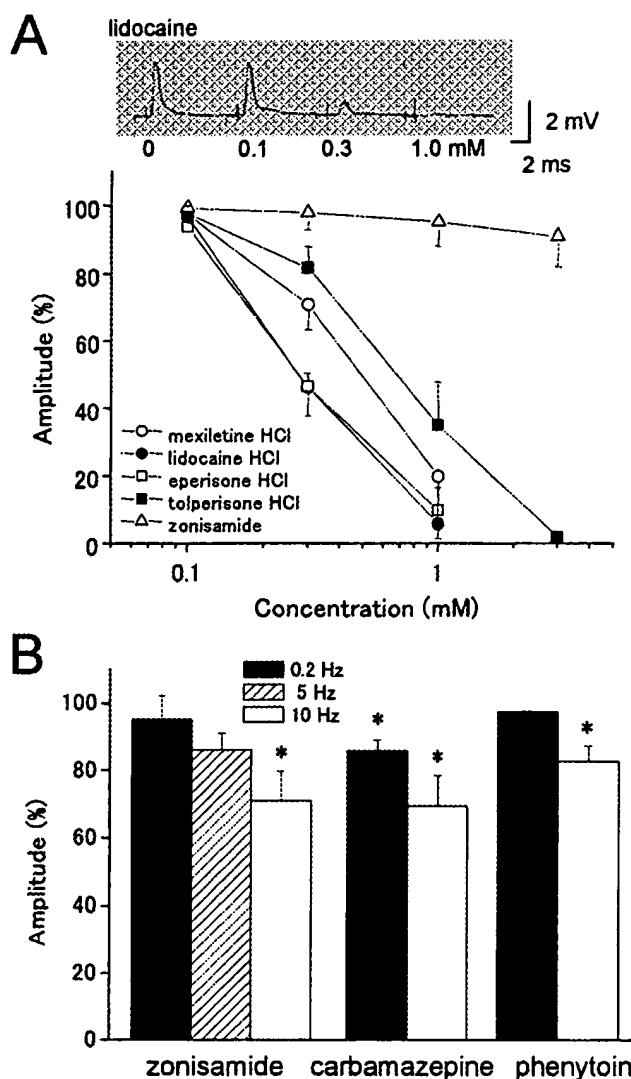 A
lidocaine
0 0.1 0.3 1.0 mM
2 mV
2 ms
100
80
60
40
20
0
Amplitude (%)
mexiletine HCl
lidocaine HCl
eperisone HCl
tolperisone HCl
zonisamide
0.1 1
Concentration (mM)
B
0.2 Hz
5 Hz
10 Hz
100
80
60
40
20
0
Amplitude (%)
* * * *
zonisamide carbamazepine phenytoin